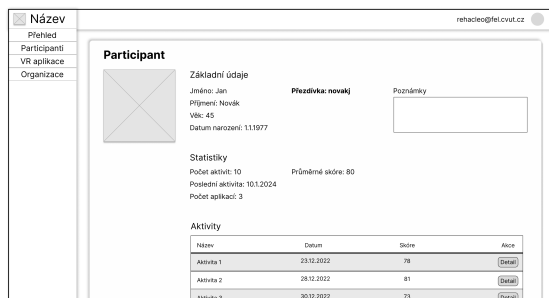 Název
rehacleo@fel.cvut.cz
Přehled
Participanti
VR aplikace
Organizace
Participant
Základní údaje
Jméno: Jan
Přezdívka: novakj
Poznámky
Příjmení: Novák
Věk: 45
Datum narození: 1.1.1977
Statistiky
Počet aktivit: 10
Průměrné skóre: 80
Poslední aktivita: 10.1.2024
Počet aplikací: 3
Aktivity
Název Datum Skóre Akce
Aktivita 1 23.12.2022 78 Detail
Aktivita 2 28.12.2022 81 Detail
Aktivita 3 30.12.2022 73 Detail